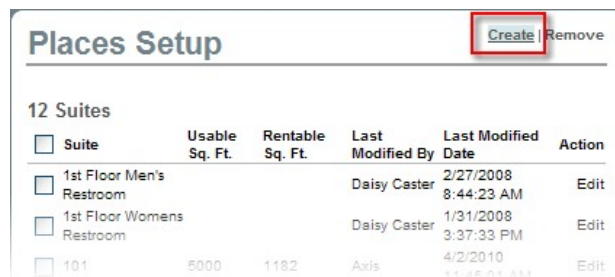 Places Setup
Create | Remove
12 Suites
Suite Usable Sq. Ft. Rentable Sq. Ft. Last Modified By Last Modified Date Action
1st Floor Men's Restroom Daisy Caster 2/27/2008 8:44:23 AM Edit
1st Floor Womens Restroom Daisy Caster 1/31/2008 3:37:33 PM Edit
101 5000 1182 Axis 4/2/2010 Edit